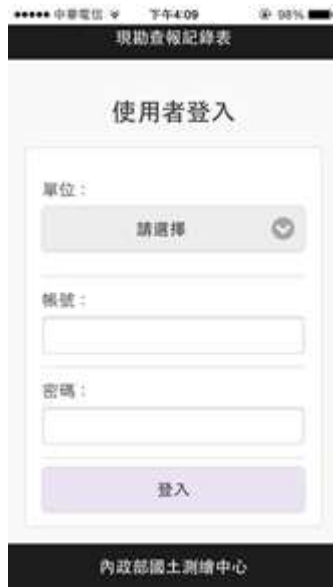 中華電信 下午4:09 98%
現勘查報記錄表
使用者登入
單位：
請選擇
帳號：
密碼：
登入
內政部國土測繪中心